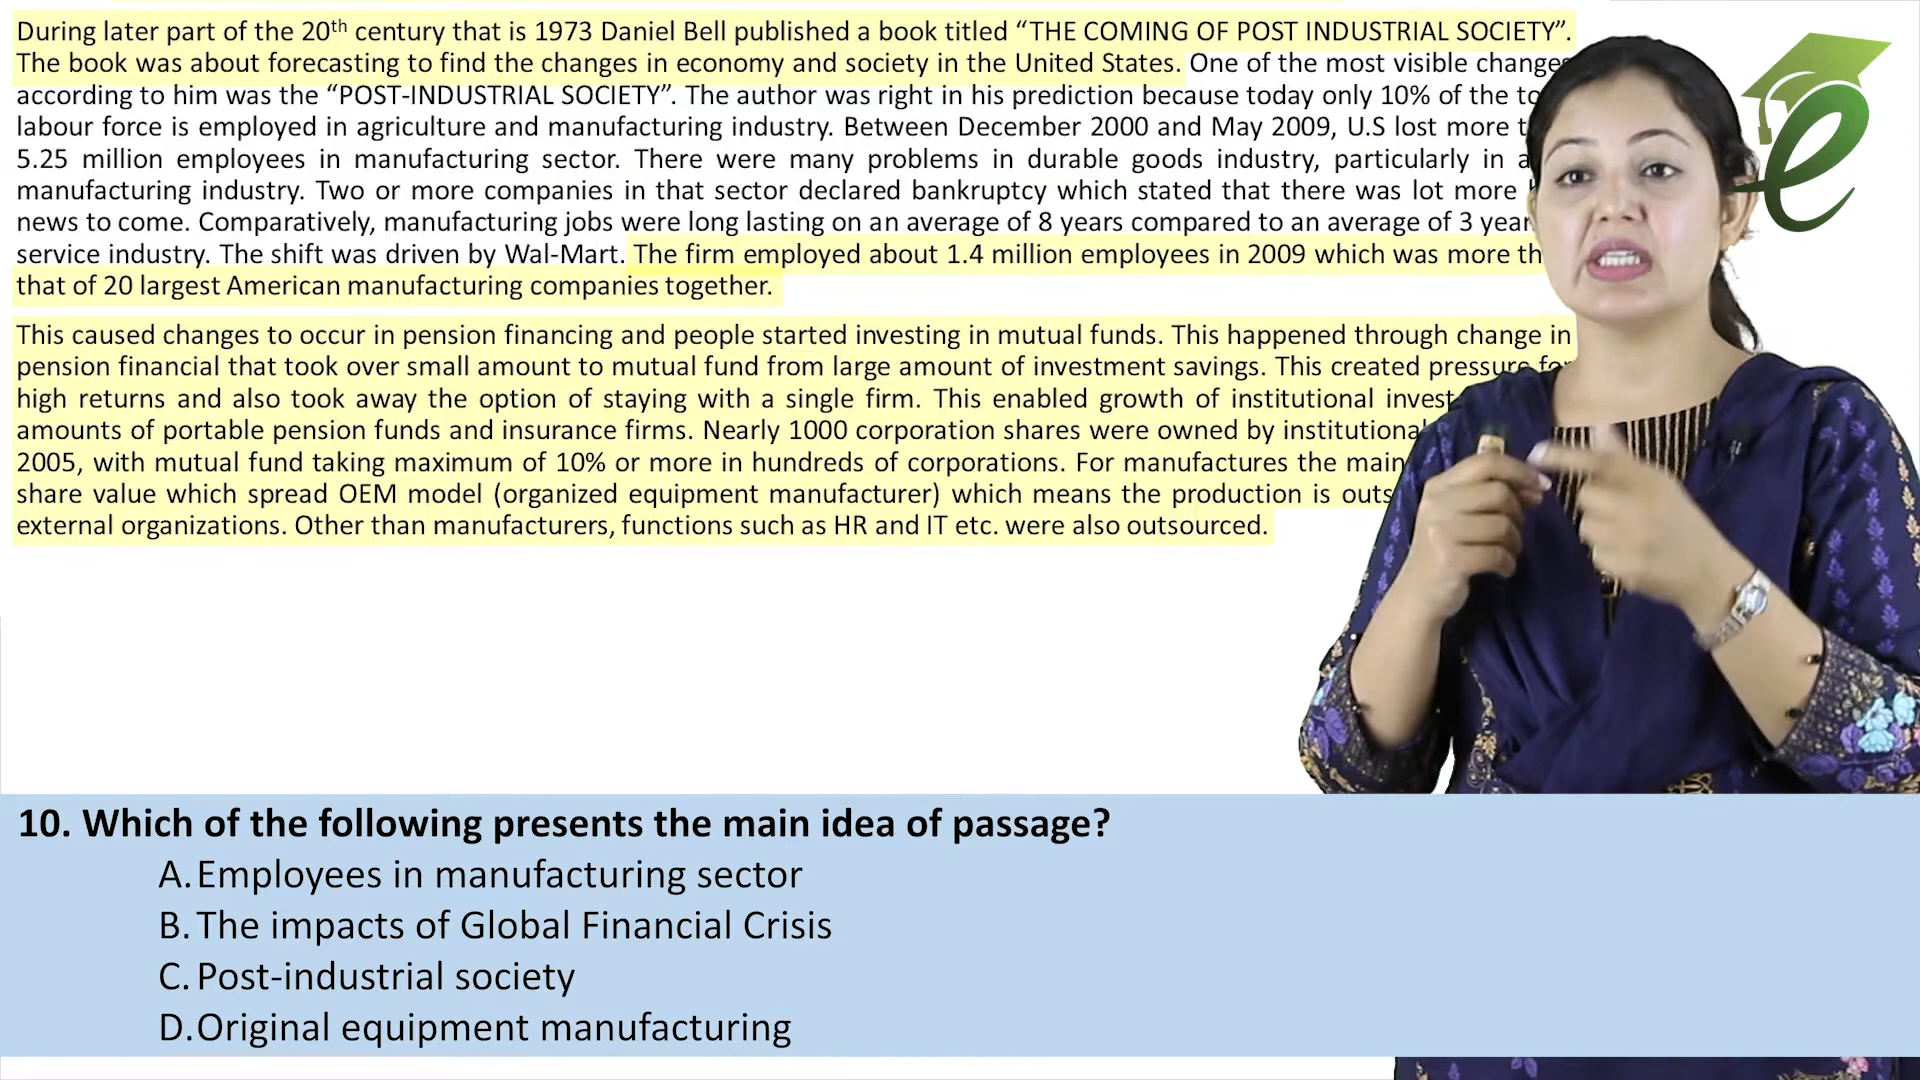 During later part of the 20th century that is 1973 Daniel Bell published a book titled “THE COMING OF POST INDUSTRIAL SOCIETY”.
The book was about forecasting to find the changes in economy and society in the United States. One of the most visible changes
according to him was the “POST-INDUSTRIAL SOCIETY”. The author was right in his prediction because today only 10% of the
labour force is employed in agriculture and manufacturing industry. Between December 2000 and May 2009, U.S lost more
5.25 million employees in manufacturing sector. There were many problems in durable goods industry, particularly in
manufacturing industry. Two or more companies in that sector declared bankruptcy which stated that there was lot more
news to come. Comparatively, manufacturing jobs were long lasting on an average of 8 years compared to an average of 3
service industry. The shift was driven by Wal-Mart. The firm employed about 1.4 million employees in 2009 which was more
that of 20 largest American manufacturing companies together.
This caused changes to occur in pension financing and people started investing in mutual funds. This happened through change in
pension financial that took over small amount to mutual fund from large amount of investment savings. This created pressure for
high returns and also took away the option of staying with a single firm. This enabled growth of institutional
amounts of portable pension funds and insurance firms. Nearly 1000 corporation shares were owned by institutional
2005, with mutual fund taking maximum of 10% or more in hundreds of corporations. For manufactures the main
share value which spread OEM model (organized equipment manufacturer) which means the production is
external organizations. Other than manufacturers, functions such as HR and IT etc. were also outsourced.
10. Which of the following presents the main idea of passage?
A. Employees in manufacturing sector
B. The impacts of Global Financial Crisis
C. Post-industrial society
D. Original equipment manufacturing